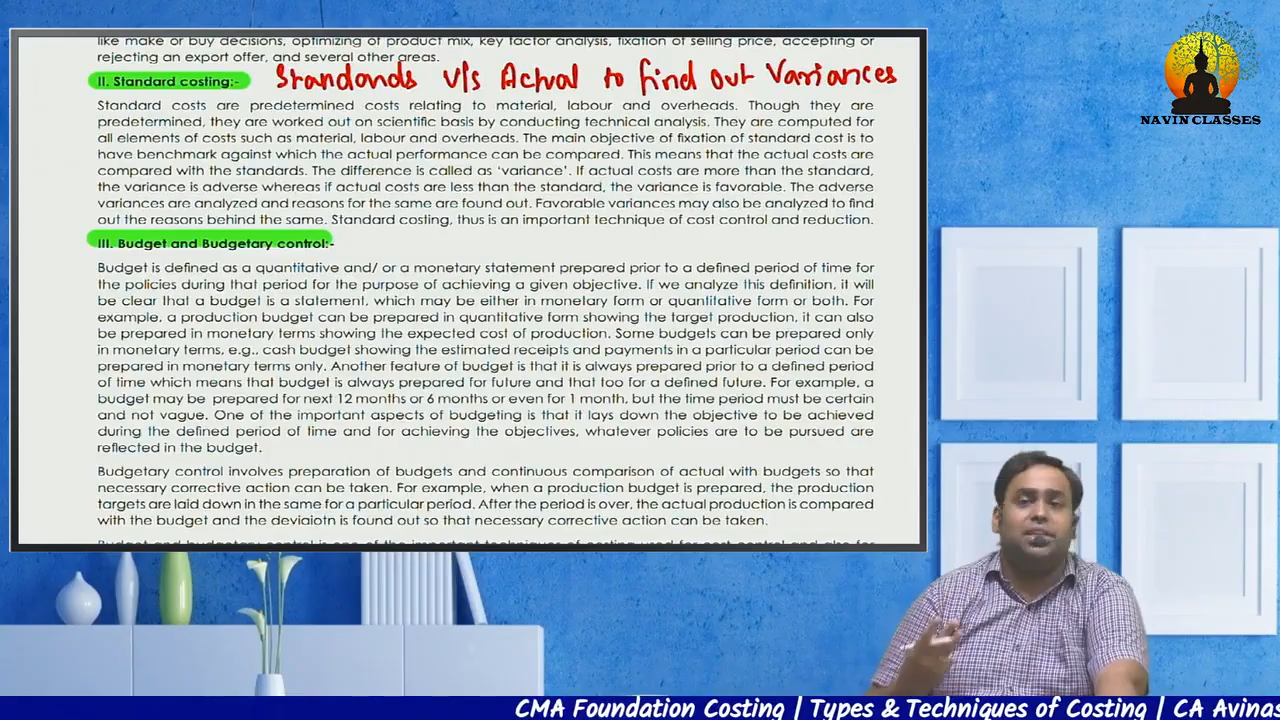 like make or buy decisions, optimizing of product mix, key factor analysis, fixation of selling price, accepting or
rejecting an export offer, and several other areas.
II. Standard costing:- Standards v/s Actual to find out Variances
Standard costs are predetermined costs relating to material, labour and overheads. Though they are
predetermined, they are worked out on scientific basis by conducting technical analysis. They are computed for
all elements of costs such as material, labour and overheads. The main objective of fixation of standard cost is to
have benchmark against which the actual performance can be compared. This means that the actual costs are
compared with the standards. The difference is called as ‘variance’. If actual costs are more than the standard,
the variance is adverse whereas if actual costs are less than the standard, the variance is favorable. The adverse
variances are analyzed and reasons for the same are found out. Favorable variances may also be analyzed to find
out the reasons behind the same. Standard costing, thus is an important technique of cost control and reduction.
III. Budget and Budgetary control:-
Budget is defined as a quantitative and/ or a monetary statement prepared prior to a defined period of time for
the policies during that period for the purpose of achieving a given objective. If we analyze this definition, it will
be clear that a budget is a statement, which may be either in monetary form or quantitative form or both. For
example, a production budget can be prepared in quantitative form showing the target production, it can also
be prepared in monetary terms showing the expected cost of production. Some budgets can be prepared only
in monetary terms, e.g., cash budget showing the estimated receipts and payments in a particular period can be
prepared in monetary terms only. Another feature of budget is that it is always prepared prior to a defined period
of time which means that budget is always prepared for future and that too for a defined future. For example, a
budget may be prepared for next 12 months or 6 months or even for 1 month, but the time period must be certain
and not vague. One of the important aspects of budgeting is that it lays down the objective to be achieved
during the defined period of time and for achieving the objectives, whatever policies are to be pursued are
reflected in the budget.
Budgetary control involves preparation of budgets and continuous comparison of actual with budgets so that
necessary corrective action can be taken. For example, when a production budget is prepared, the production
targets are laid down in the same for a particular period. After the period is over, the actual production is compared
with the budget and the deviaiotn is found out so that necessary corrective action can be taken.
Budget and budgetary control is one of the important techniques of costing used for cost control and also for
NAVIN CLASSES
CMA Foundation Costing | Types & Techniques of Costing | CA Avinas